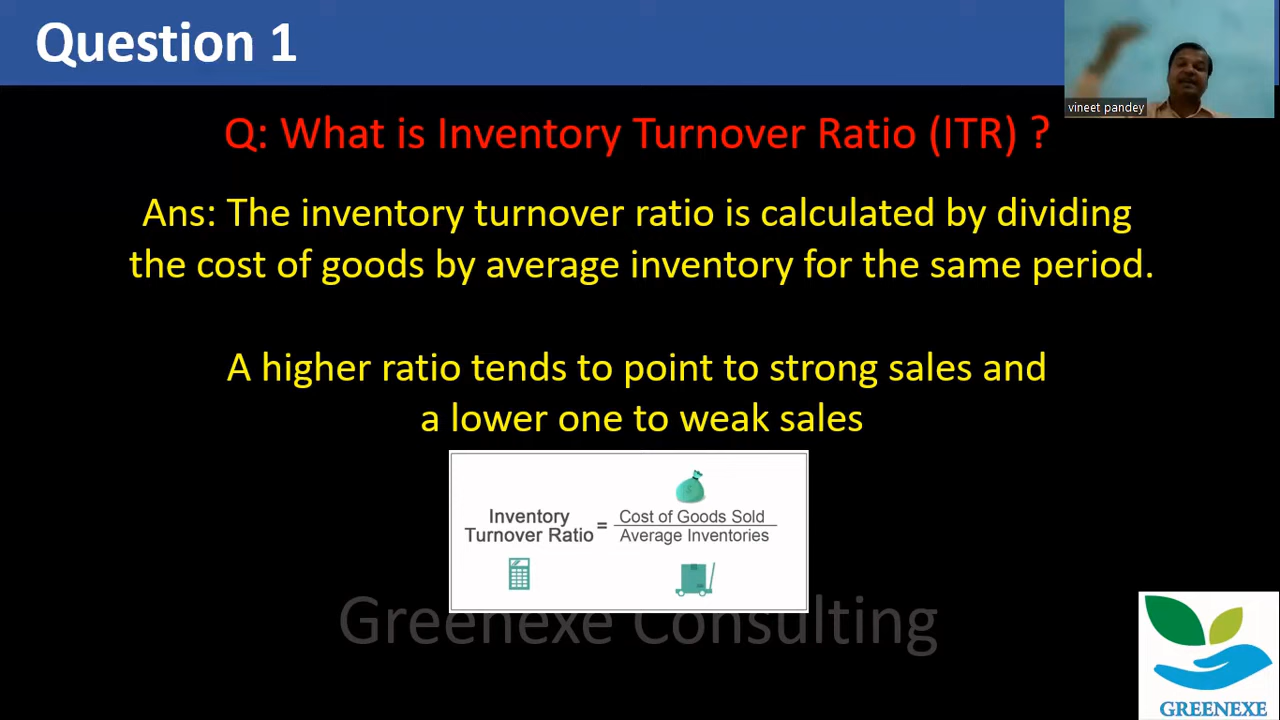 Question 1
vineet pandey
Q: What is Inventory Turnover Ratio (ITR) ?
Ans: The inventory turnover ratio is calculated by dividing
the cost of goods by average inventory for the same period.
A higher ratio tends to point to strong sales and
a lower one to weak sales
Inventory
Turnover Ratio
=
Cost of Goods Sold
Average Inventories
Greenexe Consulting
GREENEXE